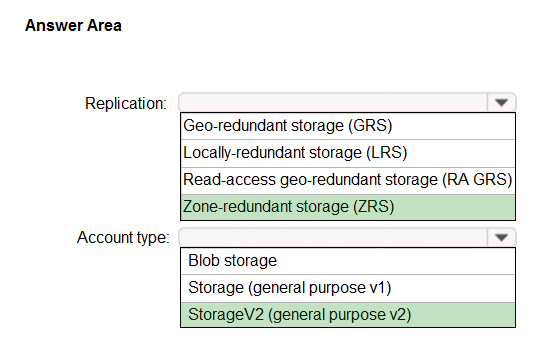 Answer Area
Replication:
Geo-redundant storage (GRS)
Locally-redundant storage (LRS)
Read-access geo-redundant storage (RA GRS)
Zone-redundant storage (ZRS)
Account type:
Blob storage
Storage (general purpose v1)
StorageV2 (general purpose v2)